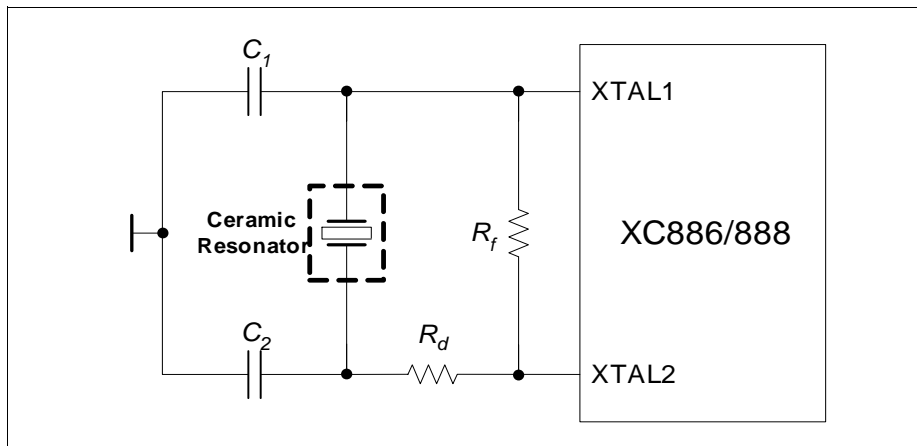 C1
XTAL1
Ceramic
Resonator
Rf
XC886/888
C2
Rd
XTAL2